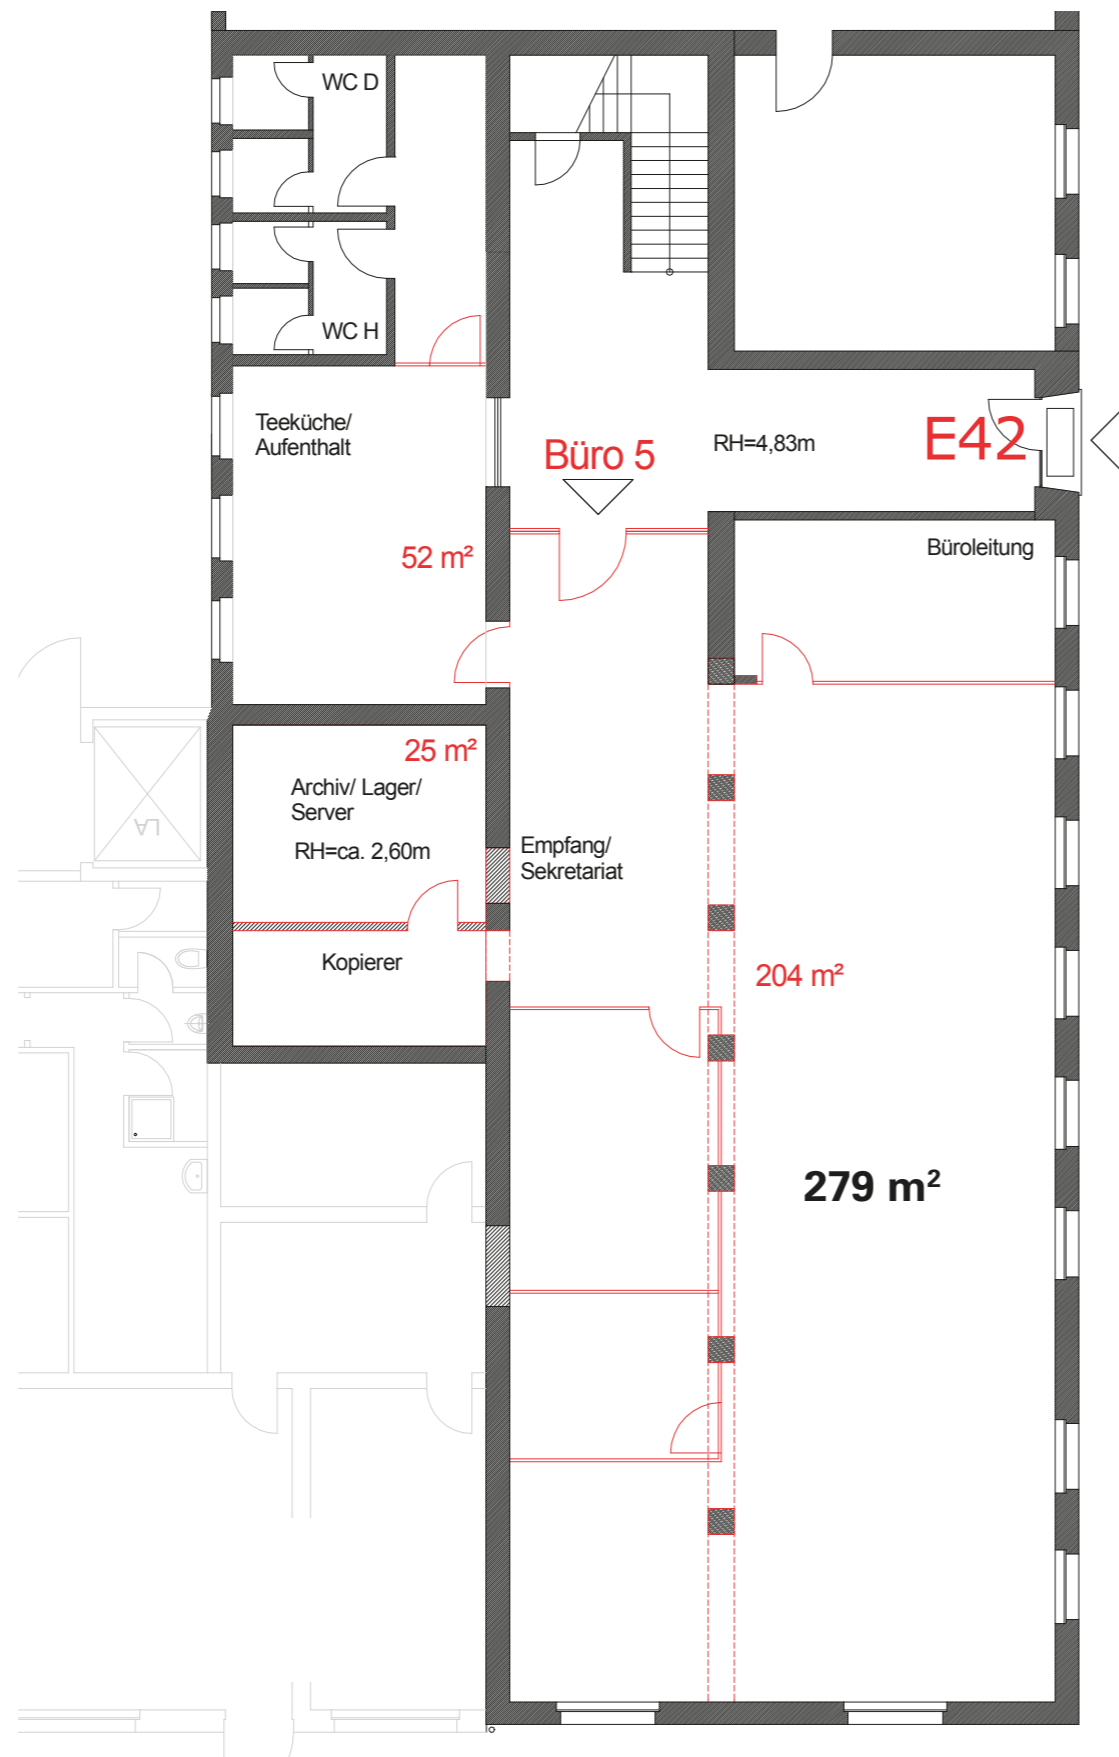 WC D
WC H
Teeküche/
Aufenthalt
Büro 5
RH=4,83m
E42
52 m²
Büroleitung
25 m²
Archiv/ Lager/
Server
RH=ca. 2,60m
LA
Empfang/
Sekretariat
Kopierer
204 m²
279 m²